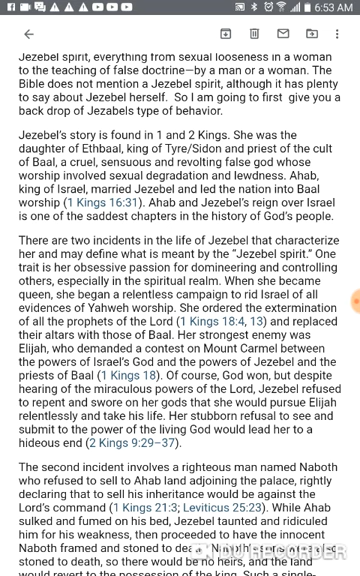 6:53 AM
Jezebel spirit, everything from sexual looseness in a woman
to the teaching of false doctrine—by a man or a woman. The
Bible does not mention a Jezebel spirit, although it has plenty
to say about Jezebel herself. So I am going to first give you a
back drop of Jezabels type of behavior.
Jezebel's story is found in 1 and 2 Kings. She was the
daughter of Ethbaal, king of Tyre/Sidon and priest of the cult
of Baal, a cruel, sensuous and revolting false god whose
worship involved sexual degradation and lewdness. Ahab,
king of Israel, married Jezebel and led the nation into Baal
worship (1 Kings 16:31). Ahab and Jezebel's reign over Israel
is one of the saddest chapters in the history of God's people.
There are two incidents in the life of Jezebel that characterize
her and may define what is meant by the “Jezebel spirit.” One
trait is her obsessive passion for domineering and controlling
others, especially in the spiritual realm. When she became
queen, she began a relentless campaign to rid Israel of all
evidences of Yahweh worship. She ordered the extermination
of all the prophets of the Lord (1 Kings 18:4, 13) and replaced
their altars with those of Baal. Her strongest enemy was
Elijah, who demanded a contest on Mount Carmel between
the powers of Israel's God and the powers of Jezebel and the
priests of Baal (1 Kings 18). Of course, God won, but despite
hearing of the miraculous powers of the Lord, Jezebel refused
to repent and swore on her gods that she would pursue Elijah
relentlessly and take his life. Her stubborn refusal to see and
submit to the power of the living God would lead her to a
hideous end (2 Kings 9:29–37).
The second incident involves a righteous man named Naboth
who refused to sell to Ahab land adjoining the palace, rightly
declaring that to sell his inheritance would be against the
Lord's command (1 Kings 21:3; Leviticus 25:23). While Ahab
sulked and fumed on his bed, Jezebel taunted and ridiculed
him for his weakness, then proceeded to have the innocent
Naboth framed and stoned to
stoned to death, so there would be no heirs, and the land
would revert to the possession of the king. Such a single-
RECORDER